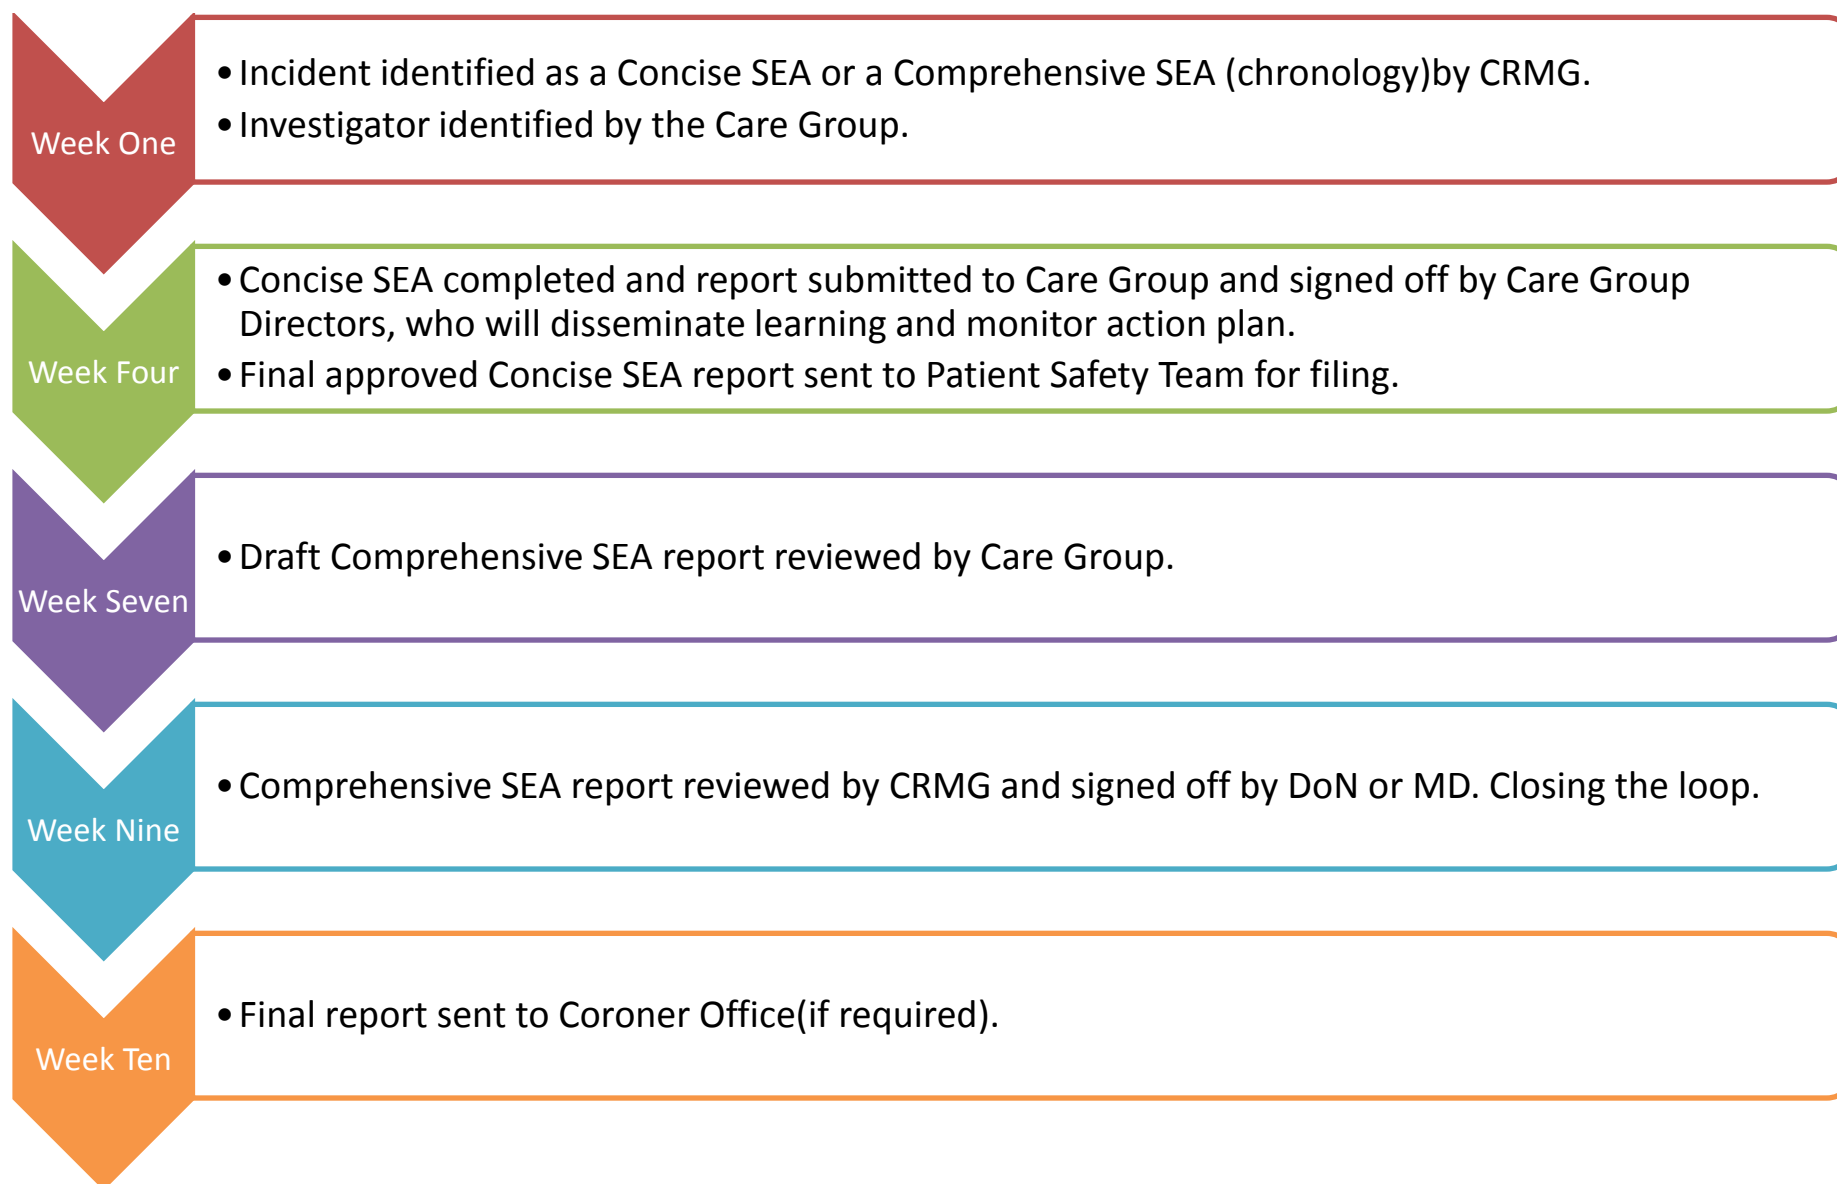 Week One
• Incident identified as a Concise SEA or a Comprehensive SEA (chronology)by CRMG.
• Investigator identified by the Care Group.
Week Four
• Concise SEA completed and report submitted to Care Group and signed off by Care Group
Directors, who will disseminate learning and monitor action plan.
• Final approved Concise SEA report sent to Patient Safety Team for filing.
Week Seven
• Draft Comprehensive SEA report reviewed by Care Group.
Week Nine
• Comprehensive SEA report reviewed by CRMG and signed off by DoN or MD. Closing the loop.
Week Ten
• Final report sent to Coroner Office(if required).